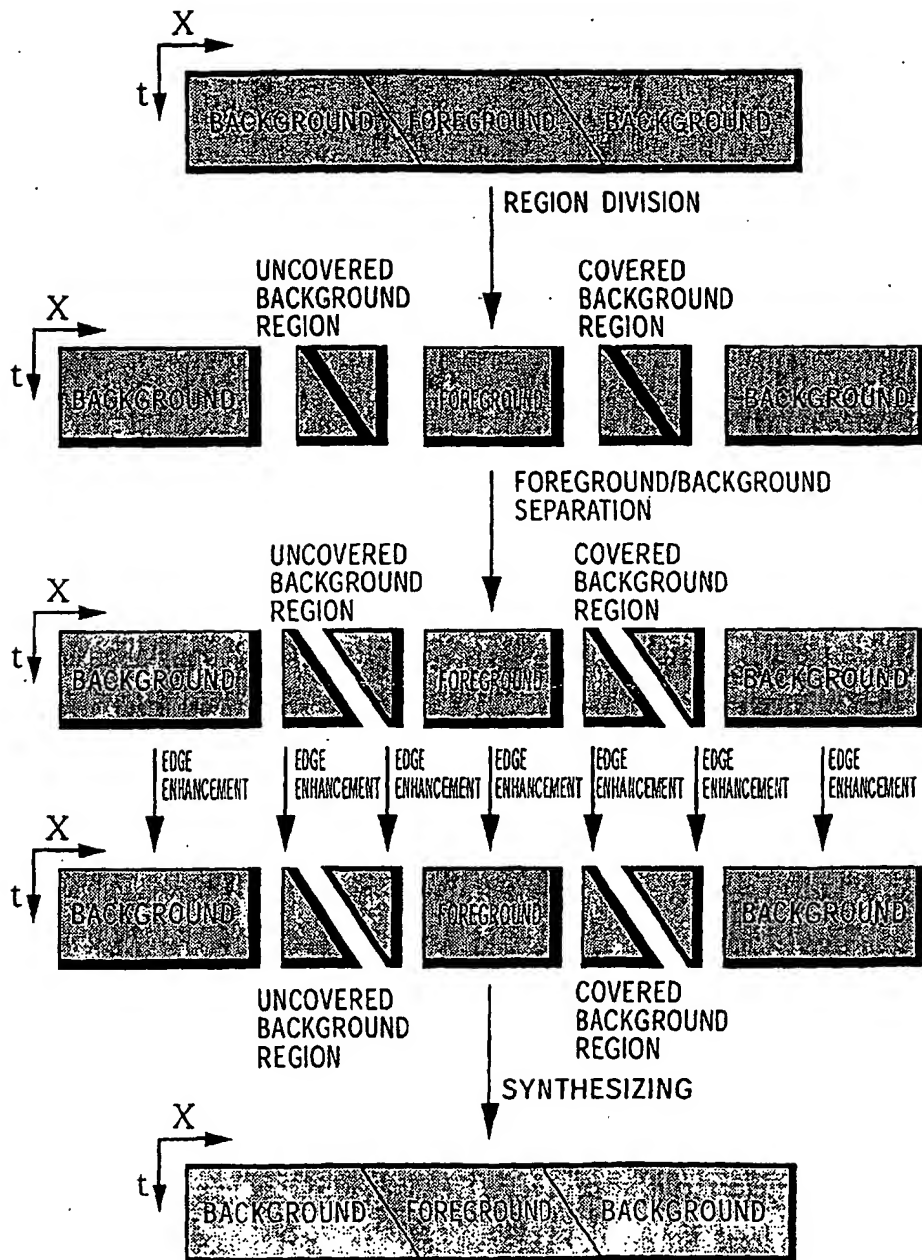 X
t
BACKGROUND FOREGROUND BACKGROUND
REGION DIVISION
UNCOVERED
BACKGROUND
REGION
COVERED
BACKGROUND
REGION
X
t
BACKGROUND FOREGROUND BACKGROUND
FOREGROUND/BACKGROUND
SEPARATION
UNCOVERED
BACKGROUND
REGION
COVERED
BACKGROUND
REGION
X
t
BACKGROUND FOREGROUND BACKGROUND
EDGE
ENHANCEMENT
EDGE
ENHANCEMENT
EDGE
ENHANCEMENT
EDGE
ENHANCEMENT
EDGE
ENHANCEMENT
EDGE
ENHANCEMENT
EDGE
ENHANCEMENT
X
t
BACKGROUND FOREGROUND BACKGROUND
UNCOVERED
BACKGROUND
REGION
COVERED
BACKGROUND
REGION
SYNTHESIZING
X
t
BACKGROUND FOREGROUND BACKGROUND